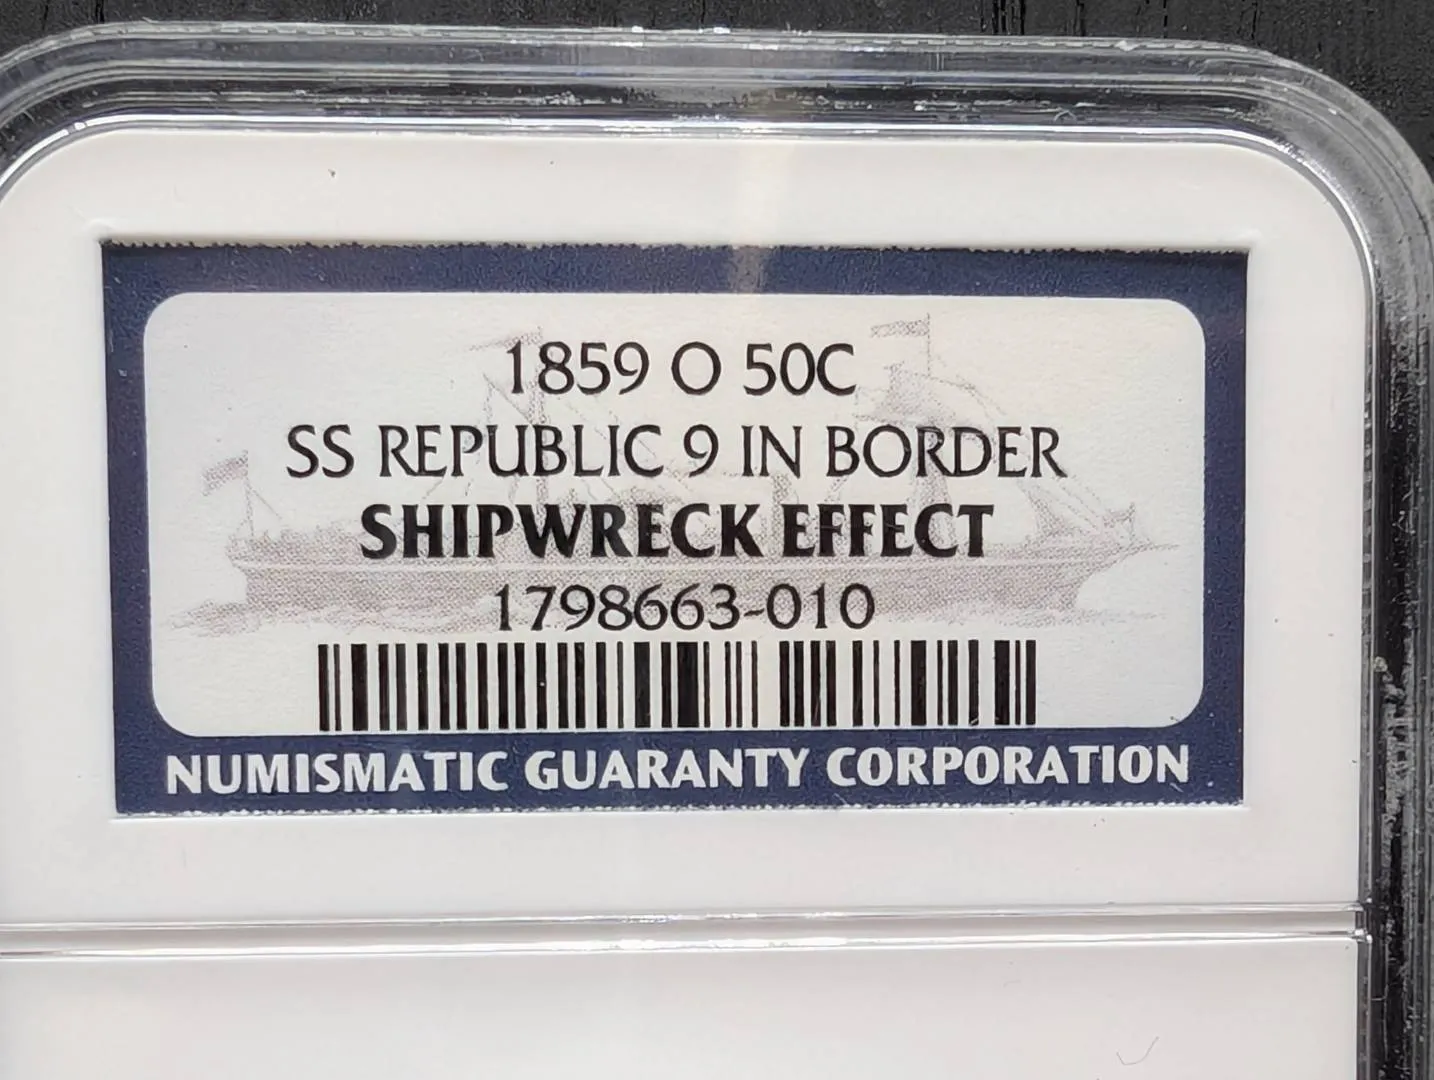 1859 O 50C
SS REPUBLIC 9 IN BORDER
SHIPWRECK EFFECT
1798663-010
NUMISMATIC GUARANTY CORPORATION